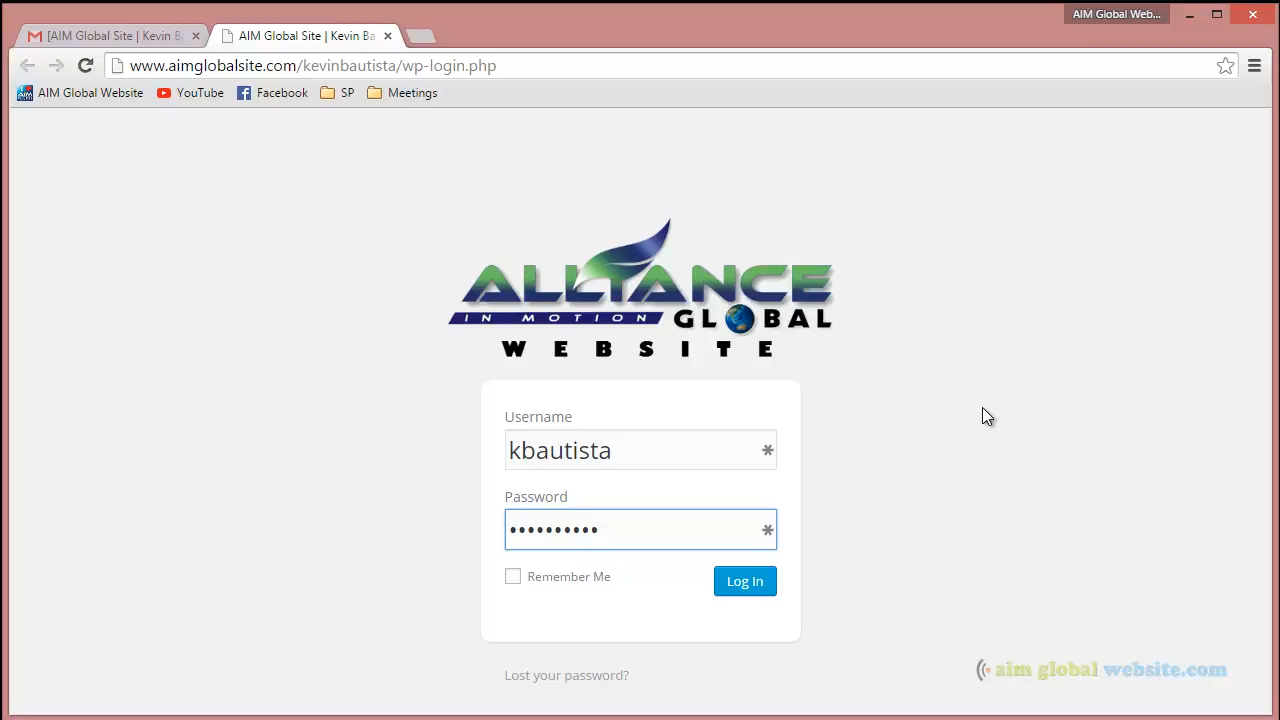 AIM Global Web...
[AIM Global Site | Kevin Ba
AIM Global Site | Kevin Ba
www.aimglobalsite.com/kevinbautista/wp-login.php
AIM Global Website YouTube Facebook SP Meetings
ALLIANCE
IN MOTION GLOBAL
WEBSITE
Username
kbautista
Password
••••••••••
Remember Me Log In
Lost your password?
aim global website.com